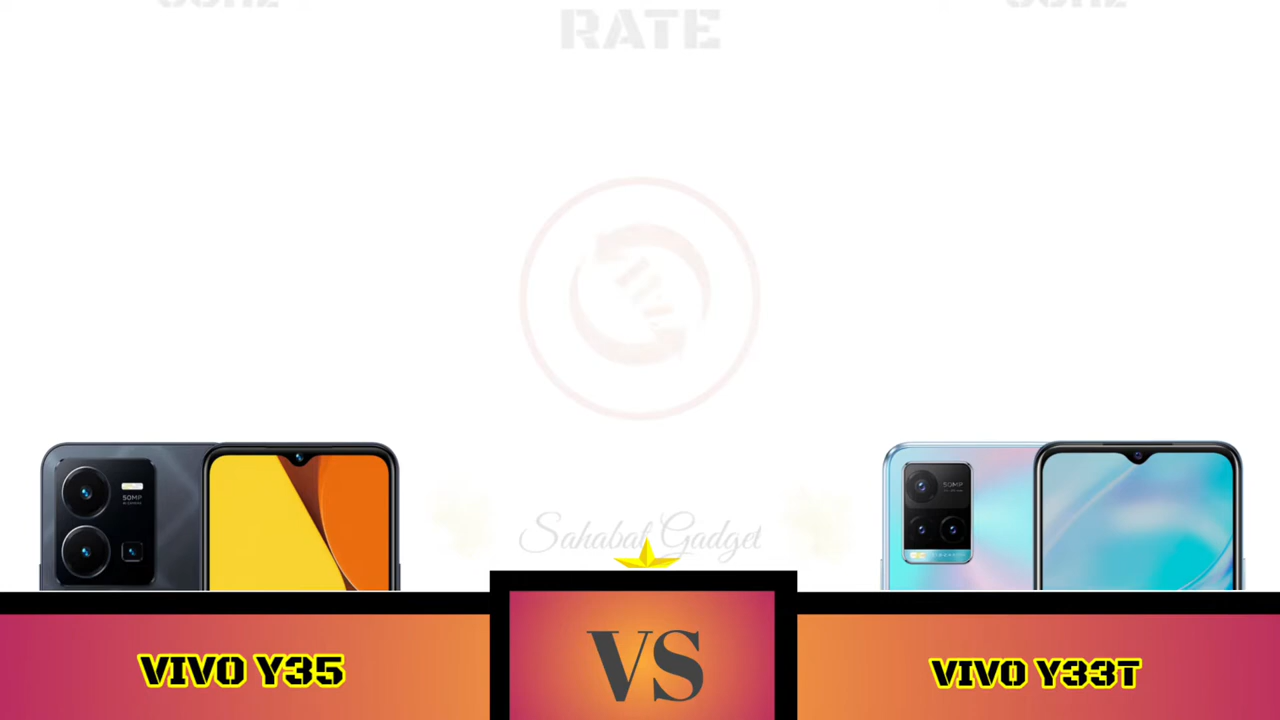 RATE
50MP
50MP
Sahabat Gadget
VS
VIVO Y35
VIVO Y33T